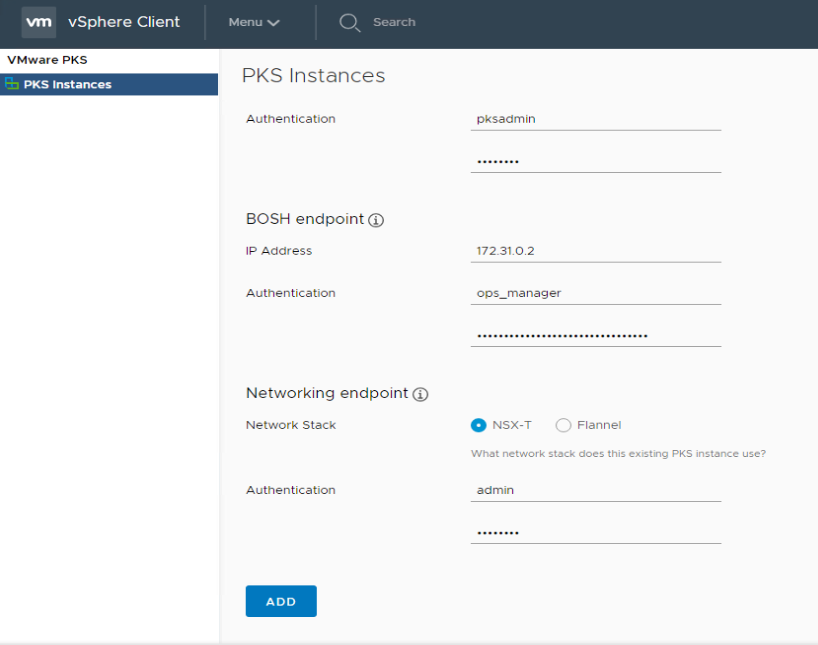 vm vSphere Client Menu Search
VMware PKS
PKS Instances
PKS Instances
Authentication pksadmin
••••••••
BOSH endpoint
IP Address 172.31.0.2
Authentication ops_manager
••••••••••••••••••••••••••••••••
Networking endpoint
Network Stack NSX-T Flannel
What network stack does this existing PKS instance use?
Authentication admin
••••••••
ADD